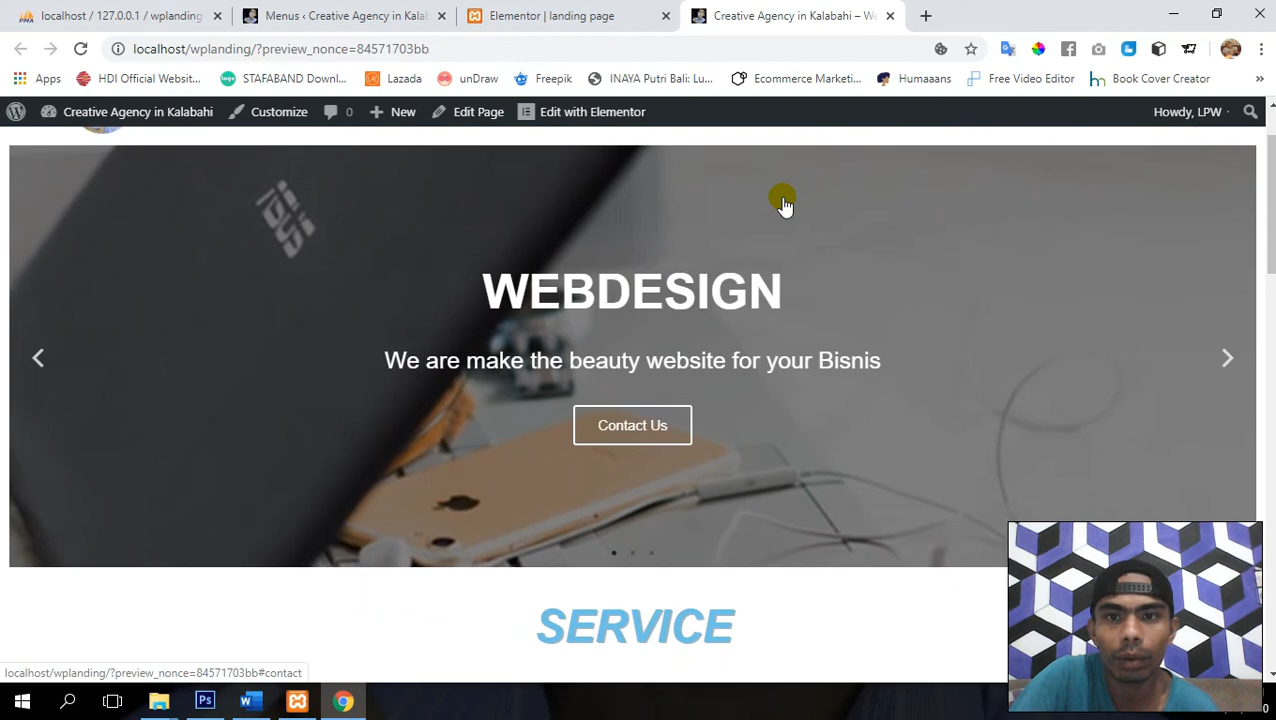 localhost / 127.0.0.1 / wplanding
Menus ‹ Creative Agency in Kalab
Elementor | landing page
Creative Agency in Kalabahi – We
localhost/wplanding/?preview_nonce=84571703bb
Apps
HDI Official Websit...
STAFABAND Downl...
Lazada
unDraw
Freepik
INAYA Putri Bali: Lu...
Ecommerce Marketi...
Humaaans
Free Video Editor
Book Cover Creator
»
Creative Agency in Kalabahi
Customize
0
New
Edit Page
Edit with Elementor
Howdy, LPW
ASUS
WEBDESIGN
We are make the beauty website for your Bisnis
Contact Us
SERVICE
localhost/wplanding/?preview_nonce=84571703bb#contact